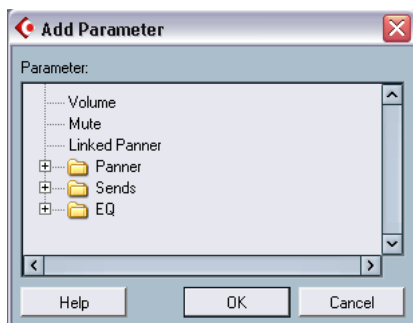 Add Parameter
Parameter:
Volume
Mute
Linked Panner
Panner
Sends
EQ
Help OK Cancel